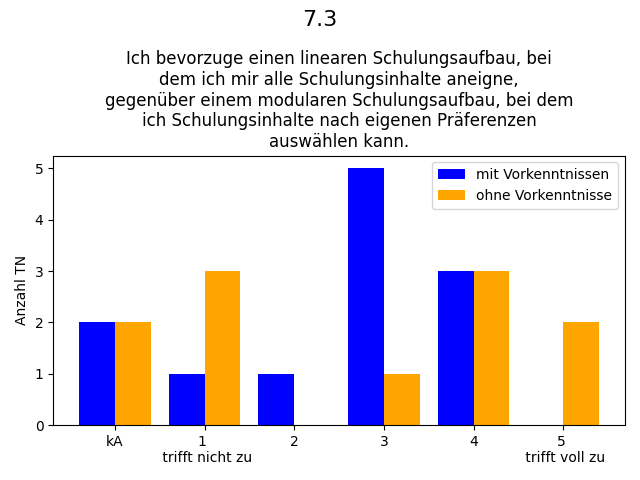 7.3
Ich bevorzuge einen linearen Schulungsaufbau, bei
dem ich mir alle Schulungsinhalte aneigne,
gegenüber einem modularen Schulungsaufbau, bei dem
ich Schulungsinhalte nach eigenen Präferenzen
auswählen kann.
mit Vorkenntnissen
ohne Vorkenntnisse
Anzahl TN
5
4
3
2
1
0
kA 1 2 3 4 5
trifft nicht zu trifft voll zu